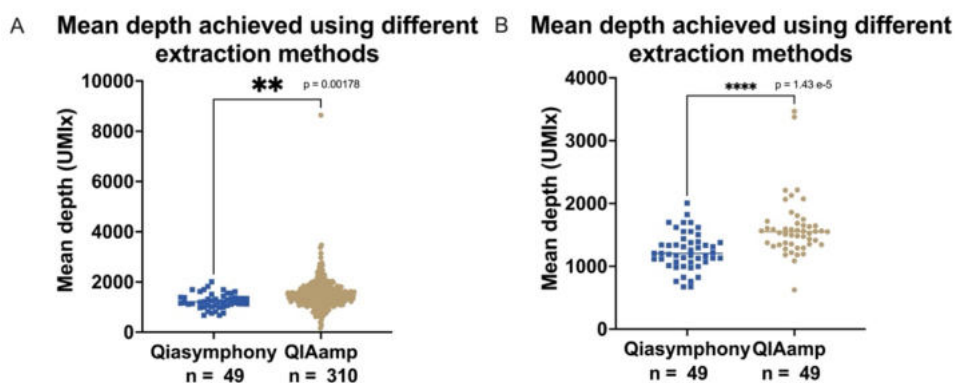 A
Mean depth achieved using different
extraction methods
** p = 0.00178
10000
8000
6000
4000
2000
0
Mean depth (UMIx)
Qiasymphony QIAamp
n = 49 n = 310
B
Mean depth achieved using different
extraction methods
**** p = 1.43 e-5
4000
3000
2000
1000
0
Mean depth (UMIx)
Qiasymphony QIAamp
n = 49 n = 49